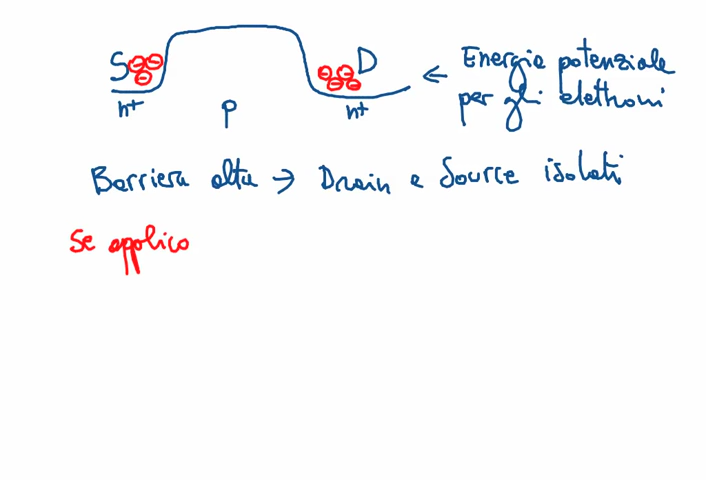 S D ← Energia potenziale
n+ p n+ per gli elettroni
Barriera alta → Drain e Source isolati
Se applico